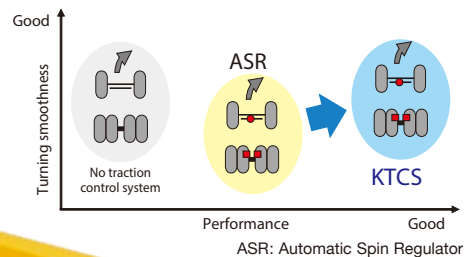 Good
Turning smoothness
ASR
No traction
control system
KTCS
Performance
Good
ASR: Automatic Spin Regulator